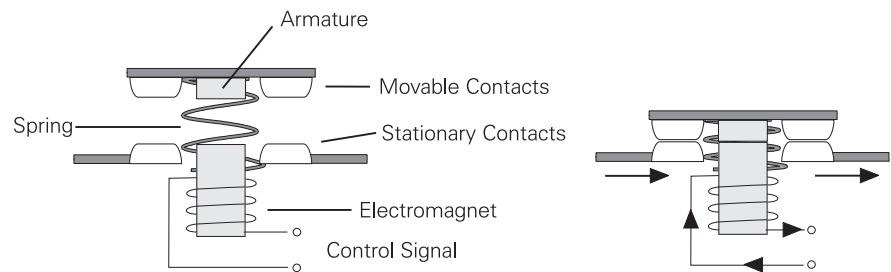 Armature
Movable Contacts
Spring
Stationary Contacts
Electromagnet
Control Signal